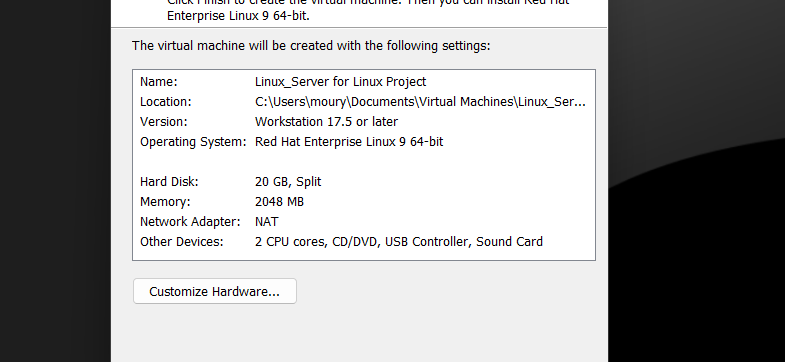 Click Finish to create the virtual machine. Then you can install Red Hat
Enterprise Linux 9 64-bit.
The virtual machine will be created with the following settings:
Name: Linux_Server for Linux Project
Location: C:\Users\moury\Documents\Virtual Machines\Linux_Ser...
Version: Workstation 17.5 or later
Operating System: Red Hat Enterprise Linux 9 64-bit
Hard Disk: 20 GB, Split
Memory: 2048 MB
Network Adapter: NAT
Other Devices: 2 CPU cores, CD/DVD, USB Controller, Sound Card
Customize Hardware...